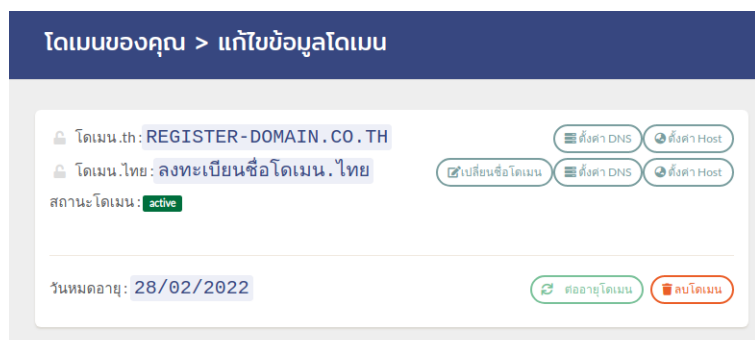 โดเมนของคุณ > แก้ไขข้อมูลโดเมน
โดเมน .th : REGISTER-DOMAIN.CO.TH ตั้งค่า DNS ตั้งค่า Host
โดเมน .ไทย : ลงทะเบียนชื่อโดเมน.ไทย เปลี่ยนชื่อโดเมน ตั้งค่า DNS ตั้งค่า Host
สถานะโดเมน : active
วันหมดอายุ : 28/02/2022 ต่ออายุโดเมน ลบโดเมน